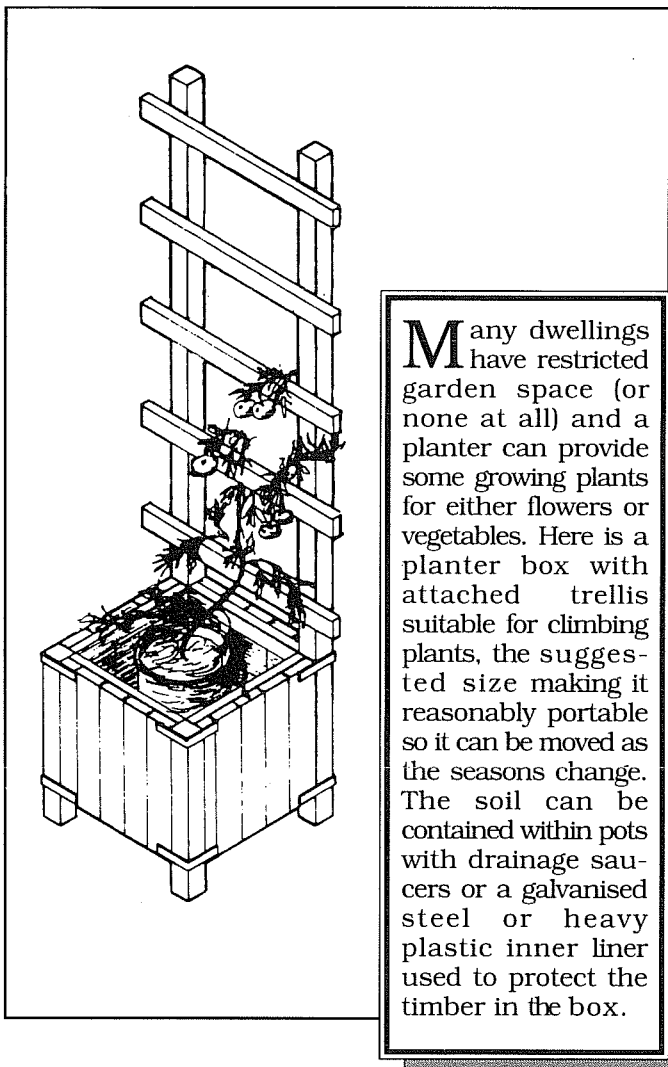 Many dwellings
have restricted
garden space (or
none at all) and a
planter can provide
some growing plants
for either flowers or
vegetables. Here is a
planter box with
attached trellis
suitable for climbing
plants, the sugges-
ted size making it
reasonably portable
so it can be moved as
the seasons change.
The soil can be
contained within pots
with drainage sau-
cers or a galvanised
steel or heavy
plastic inner liner
used to protect the
timber in the box.